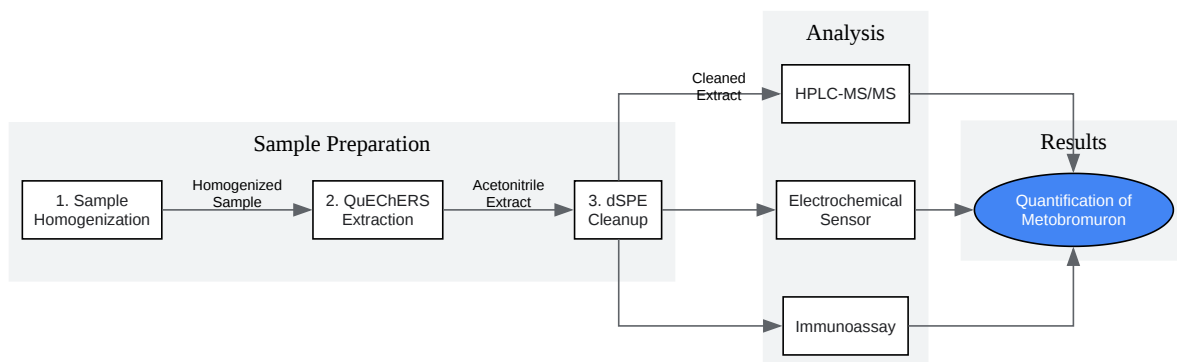 Analysis
Cleaned
Extract
HPLC-MS/MS
Sample Preparation
Results
1. Sample
Homogenization
Homogenized
Sample
2. QuEChERS
Extraction
Acetonitrile
Extract
3. dSPE
Cleanup
Electrochemical
Sensor
Quantification of
Metobromuron
Immunoassay